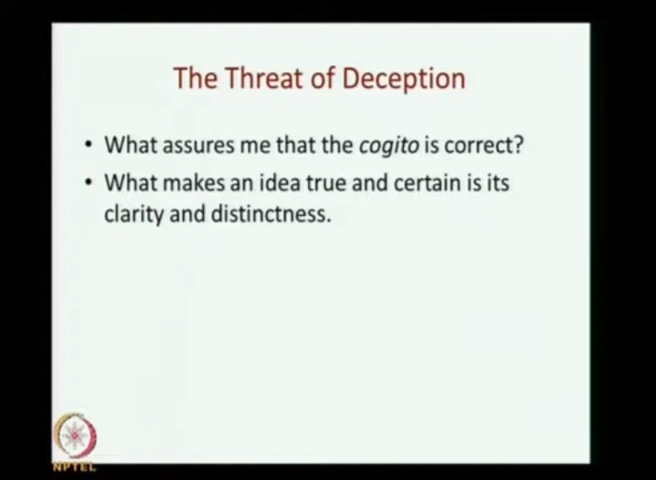 The Threat of Deception
• What assures me that the cogito is correct?
• What makes an idea true and certain is its
clarity and distinctness.
NPTEL